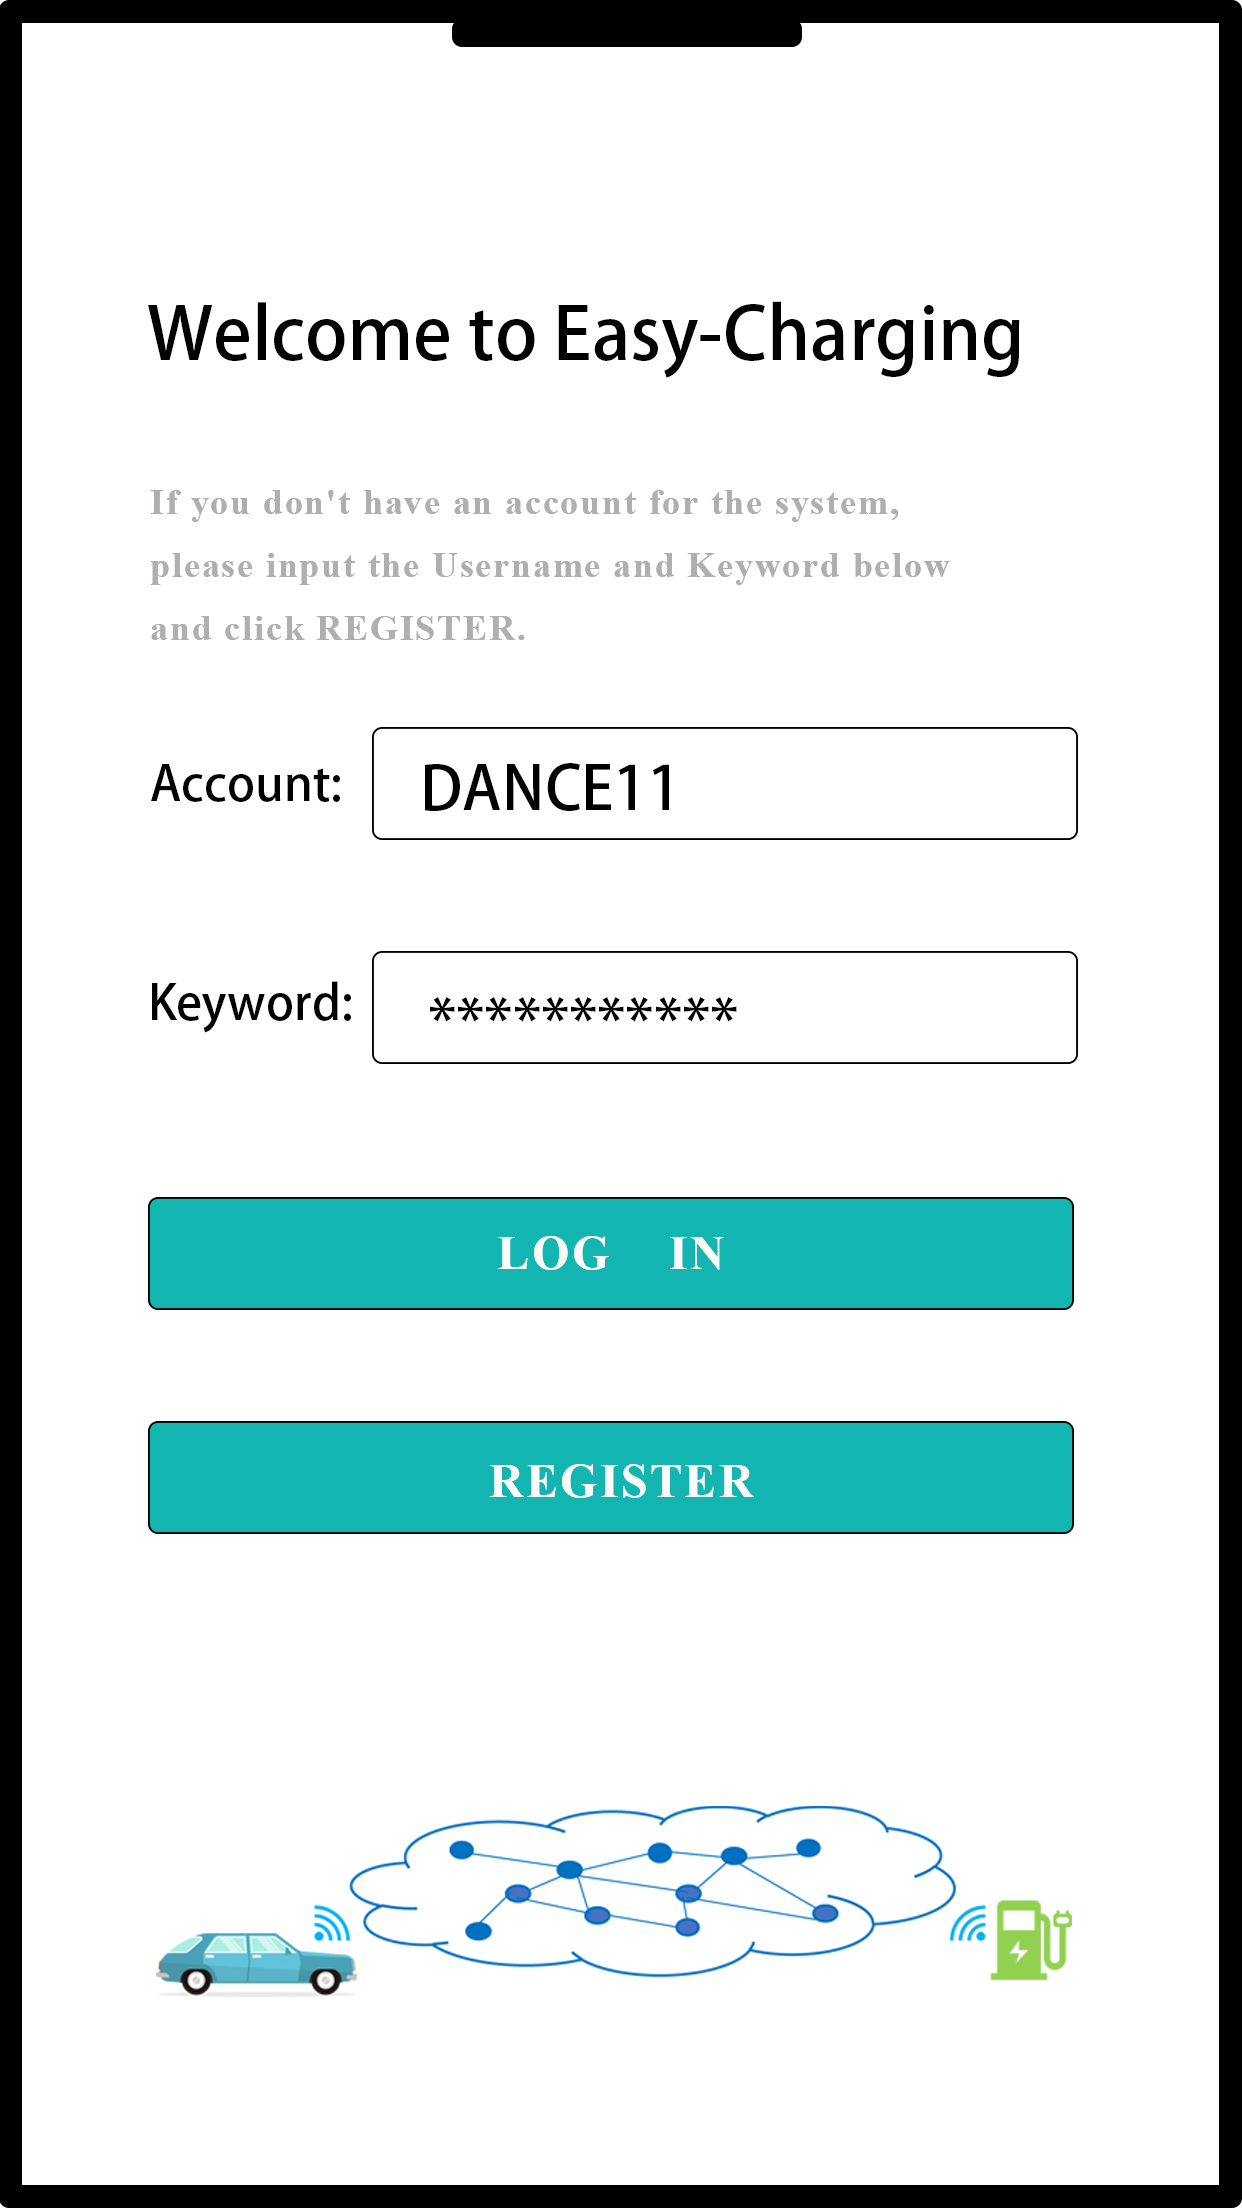 Welcome to Easy-Charging
If you don't have an account for the system,
please input the Username and Keyword below
and click REGISTER.
Account: DANCE11
Keyword: ***********
LOG IN
REGISTER